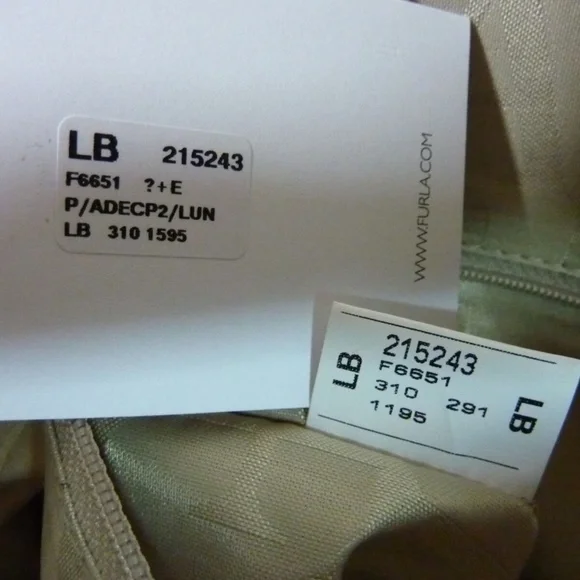 LB 215243
F6651 ?+E
P/ADECP2/LUN
LB 310 1595
WWW.FURLA.COM
LB 215243 LB
F6651
310 291
1195